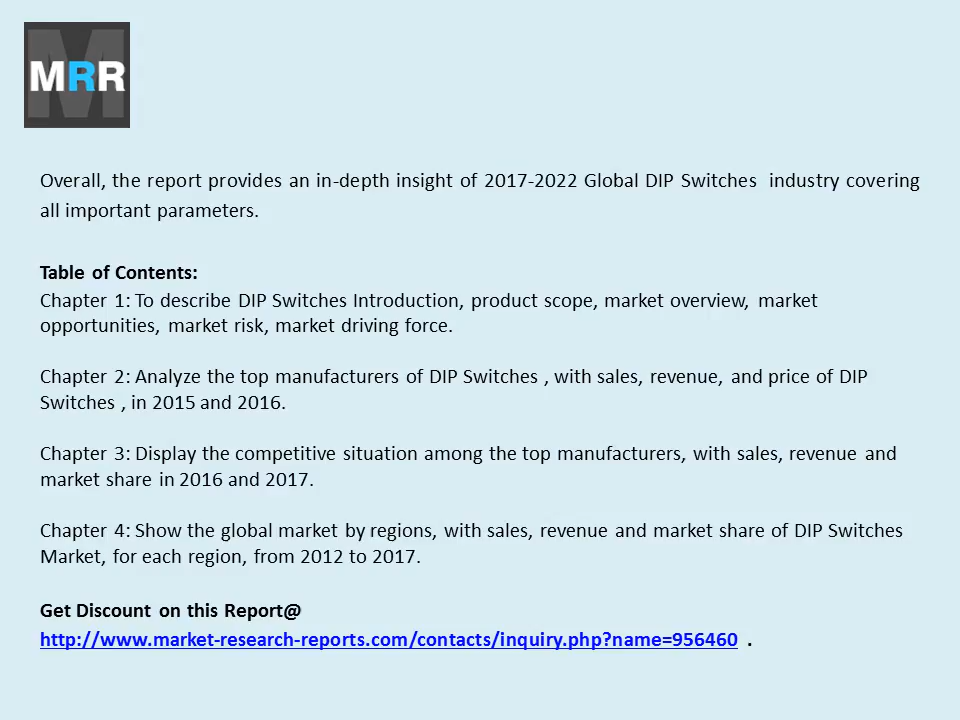 MRR
Overall, the report provides an in-depth insight of 2017-2022 Global DIP Switches  industry covering
all important parameters.
Table of Contents:
Chapter 1: To describe DIP Switches Introduction, product scope, market overview, market
opportunities, market risk, market driving force.
Chapter 2: Analyze the top manufacturers of DIP Switches , with sales, revenue, and price of DIP
Switches , in 2015 and 2016.
Chapter 3: Display the competitive situation among the top manufacturers, with sales, revenue and
market share in 2016 and 2017.
Chapter 4: Show the global market by regions, with sales, revenue and market share of DIP Switches
Market, for each region, from 2012 to 2017.
Get Discount on this Report@
http://www.market-research-reports.com/contacts/inquiry.php?name=956460 .